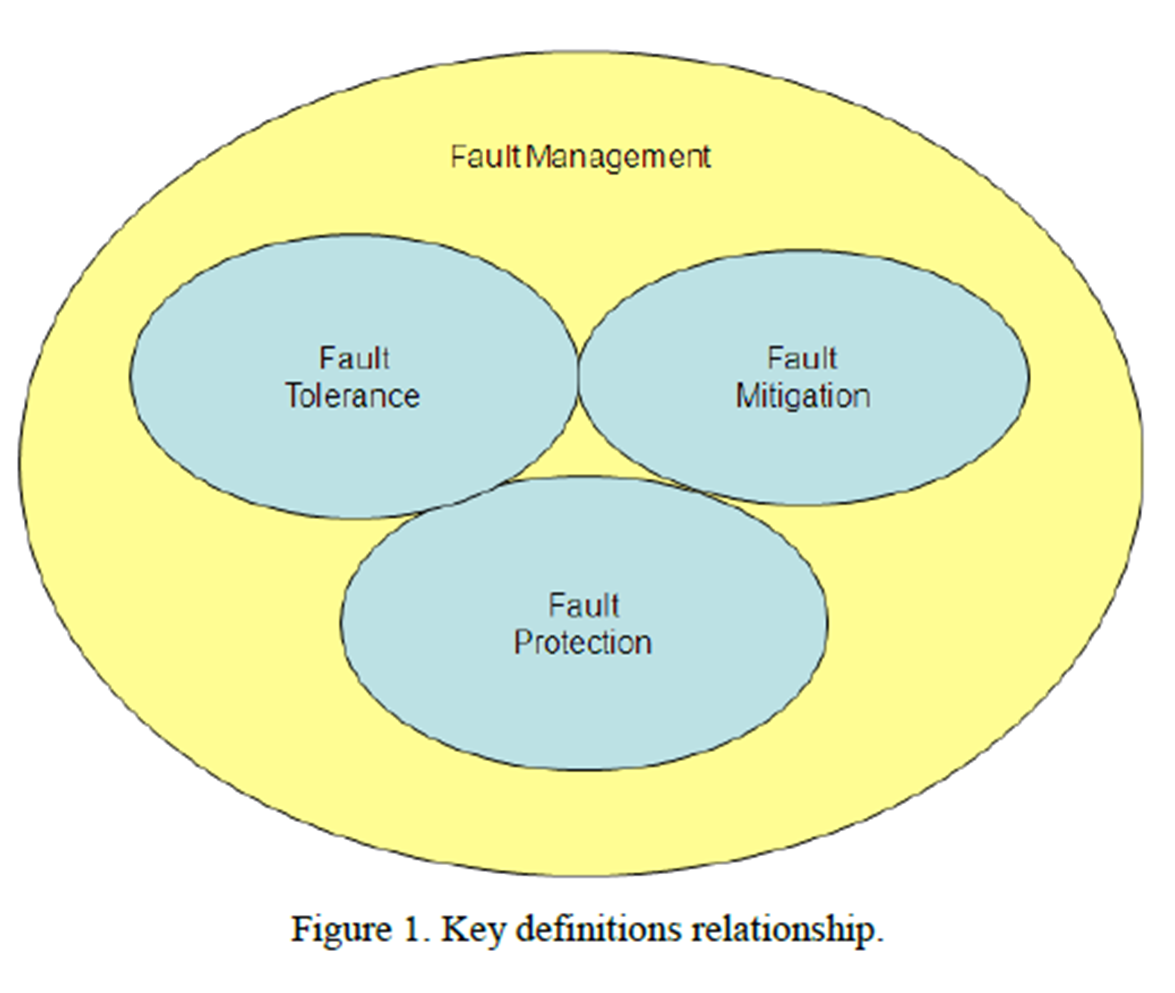 Fault Management
Fault
Tolerance
Fault
Mitigation
Fault
Protection
Figure 1. Key definitions relationship.